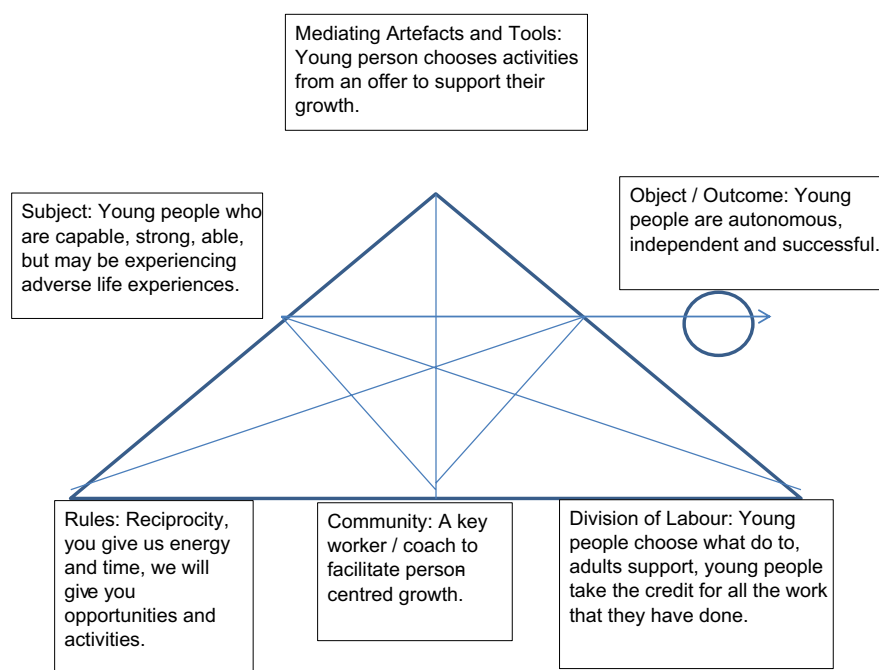 Mediating Artefacts and Tools:
Young person chooses activities
from an offer to support their
growth.
Subject: Young people who
are capable, strong, able,
but may be experiencing
adverse life experiences.
Object / Outcome: Young
people are autonomous,
independent and successful.
Rules: Reciprocity,
you give us energy
and time, we will
give you
opportunities and
activities.
Community: A key
worker / coach to
facilitate person-
centred growth.
Division of Labour: Young
people choose what do to,
adults support, young people
take the credit for all the work
that they have done.